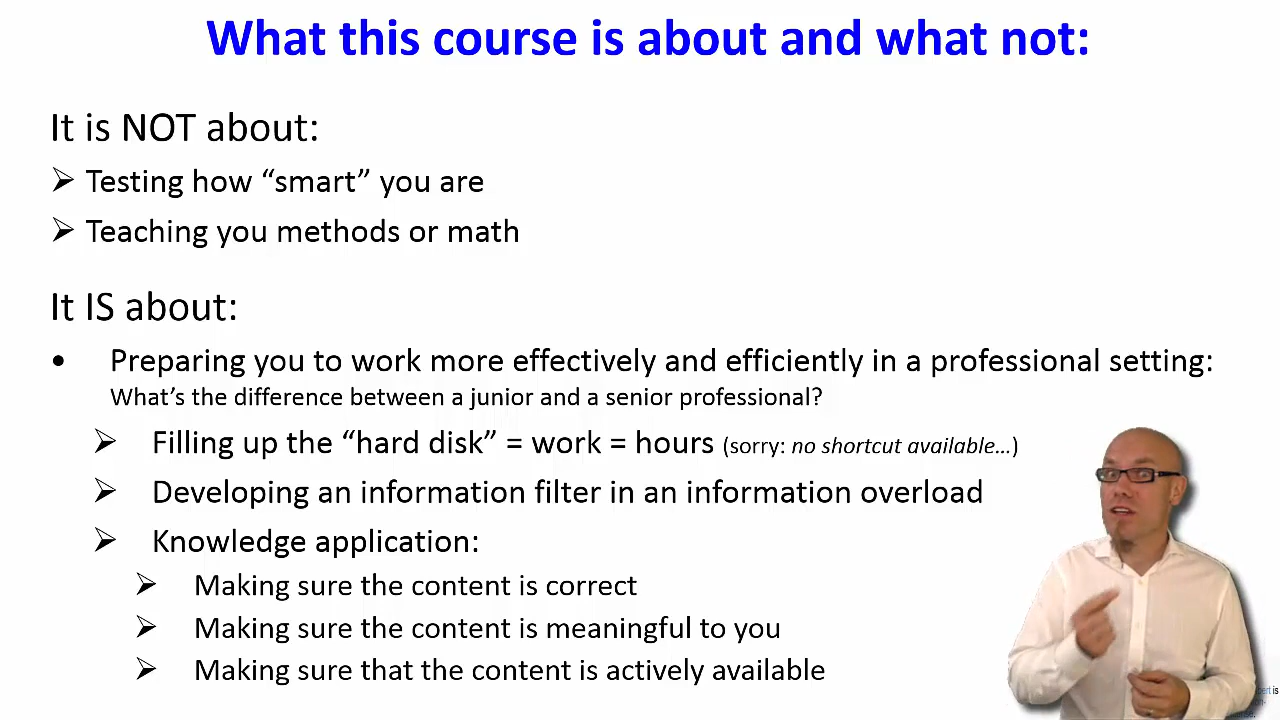 What this course is about and what not:
It is NOT about:
➢ Testing how “smart” you are
➢ Teaching you methods or math
It IS about:
• Preparing you to work more effectively and efficiently in a professional setting:
What’s the difference between a junior and a senior professional?
➢ Filling up the “hard disk” = work = hours (sorry: no shortcut available…)
➢ Developing an information filter in an information overload
➢ Knowledge application:
➢ Making sure the content is correct
➢ Making sure the content is meaningful to you
➢ Making sure that the content is actively available
is